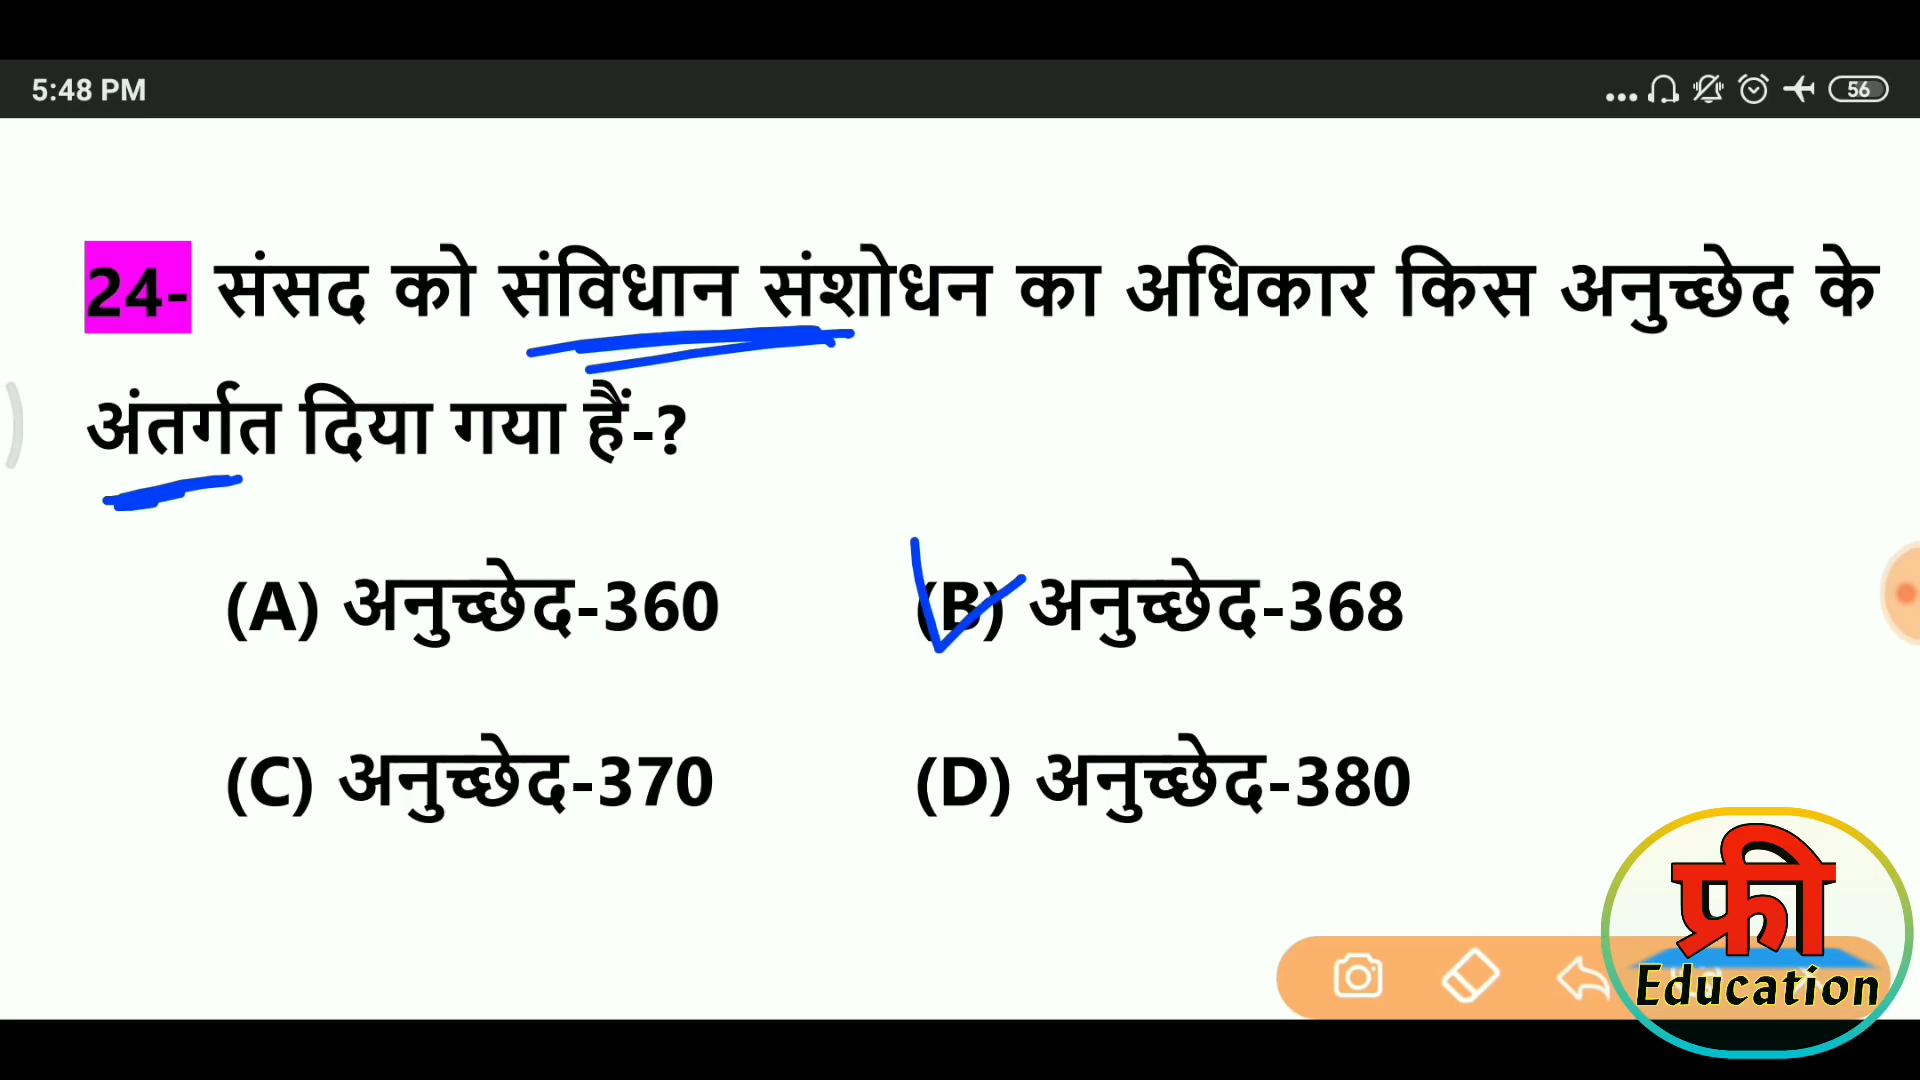 5:48 PM
56
24- संसद को संविधान संशोधन का अधिकार किस अनुच्छेद के
अंतर्गत दिया गया हैं-?
(A) अनुच्छेद-360 (B) अनुच्छेद-368
(C) अनुच्छेद-370 (D) अनुच्छेद-380
फ्री
Education